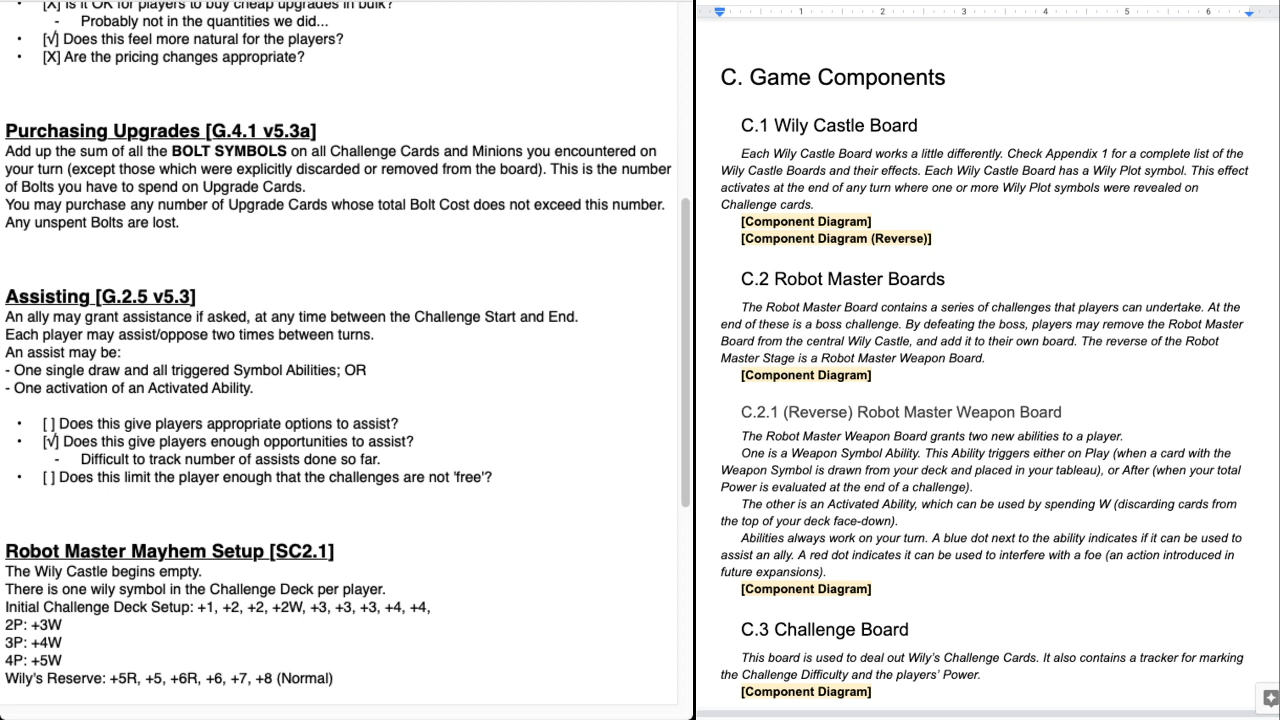 [X] Is it OK for players to buy cheap upgrades in bulk?
- Probably not in the quantities we did...
• [√] Does this feel more natural for the players?
• [X] Are the pricing changes appropriate?
Purchasing Upgrades [G.4.1 v5.3a]
Add up the sum of all the BOLT SYMBOLS on all Challenge Cards and Minions you encountered on
your turn (except those which were explicitly discarded or removed from the board). This is the number
of Bolts you have to spend on Upgrade Cards.
You may purchase any number of Upgrade Cards whose total Bolt Cost does not exceed this number.
Any unspent Bolts are lost.
Assisting [G.2.5 v5.3]
An ally may grant assistance if asked, at any time between the Challenge Start and End.
Each player may assist/oppose two times between turns.
An assist may be:
- One single draw and all triggered Symbol Abilities; OR
- One activation of an Activated Ability.
• [ ] Does this give players appropriate options to assist?
• [√] Does this give players enough opportunities to assist?
- Difficult to track number of assists done so far.
• [ ] Does this limit the player enough that the challenges are not 'free'?
Robot Master Mayhem Setup [SC2.1]
The Wily Castle begins empty.
There is one wily symbol in the Challenge Deck per player.
Initial Challenge Deck Setup: +1, +2, +2, +2W, +3, +3, +3, +4, +4,
2P: +3W
3P: +4W
4P: +5W
Wily's Reserve: +5R, +5, +6R, +6, +7, +8 (Normal)
1 2 3 4 5 6
C. Game Components
C.1 Wily Castle Board
Each Wily Castle Board works a little differently. Check Appendix 1 for a complete list of the
Wily Castle Boards and their effects. Each Wily Castle Board has a Wily Plot symbol. This effect
activates at the end of any turn where one or more Wily Plot symbols were revealed on
Challenge cards.
[Component Diagram]
[Component Diagram (Reverse)]
C.2 Robot Master Boards
The Robot Master Board contains a series of challenges that players can undertake. At the
end of these is a boss challenge. By defeating the boss, players may remove the Robot Master
Board from the central Wily Castle, and add it to their own board. The reverse of the Robot
Master Stage is a Robot Master Weapon Board.
[Component Diagram]
C.2.1 (Reverse) Robot Master Weapon Board
The Robot Master Weapon Board grants two new abilities to a player.
One is a Weapon Symbol Ability. This Ability triggers either on Play (when a card with the
Weapon Symbol is drawn from your deck and placed in your tableau), or After (when your total
Power is evaluated at the end of a challenge).
The other is an Activated Ability, which can be used by spending W (discarding cards from
the top of your deck face-down).
Abilities always work on your turn. A blue dot next to the ability indicates if it can be used to
assist an ally. A red dot indicates it can be used to interfere with a foe (an action introduced in
future expansions).
[Component Diagram]
C.3 Challenge Board
This board is used to deal out Wily’s Challenge Cards. It also contains a tracker for marking
the Challenge Difficulty and the players’ Power.
[Component Diagram]